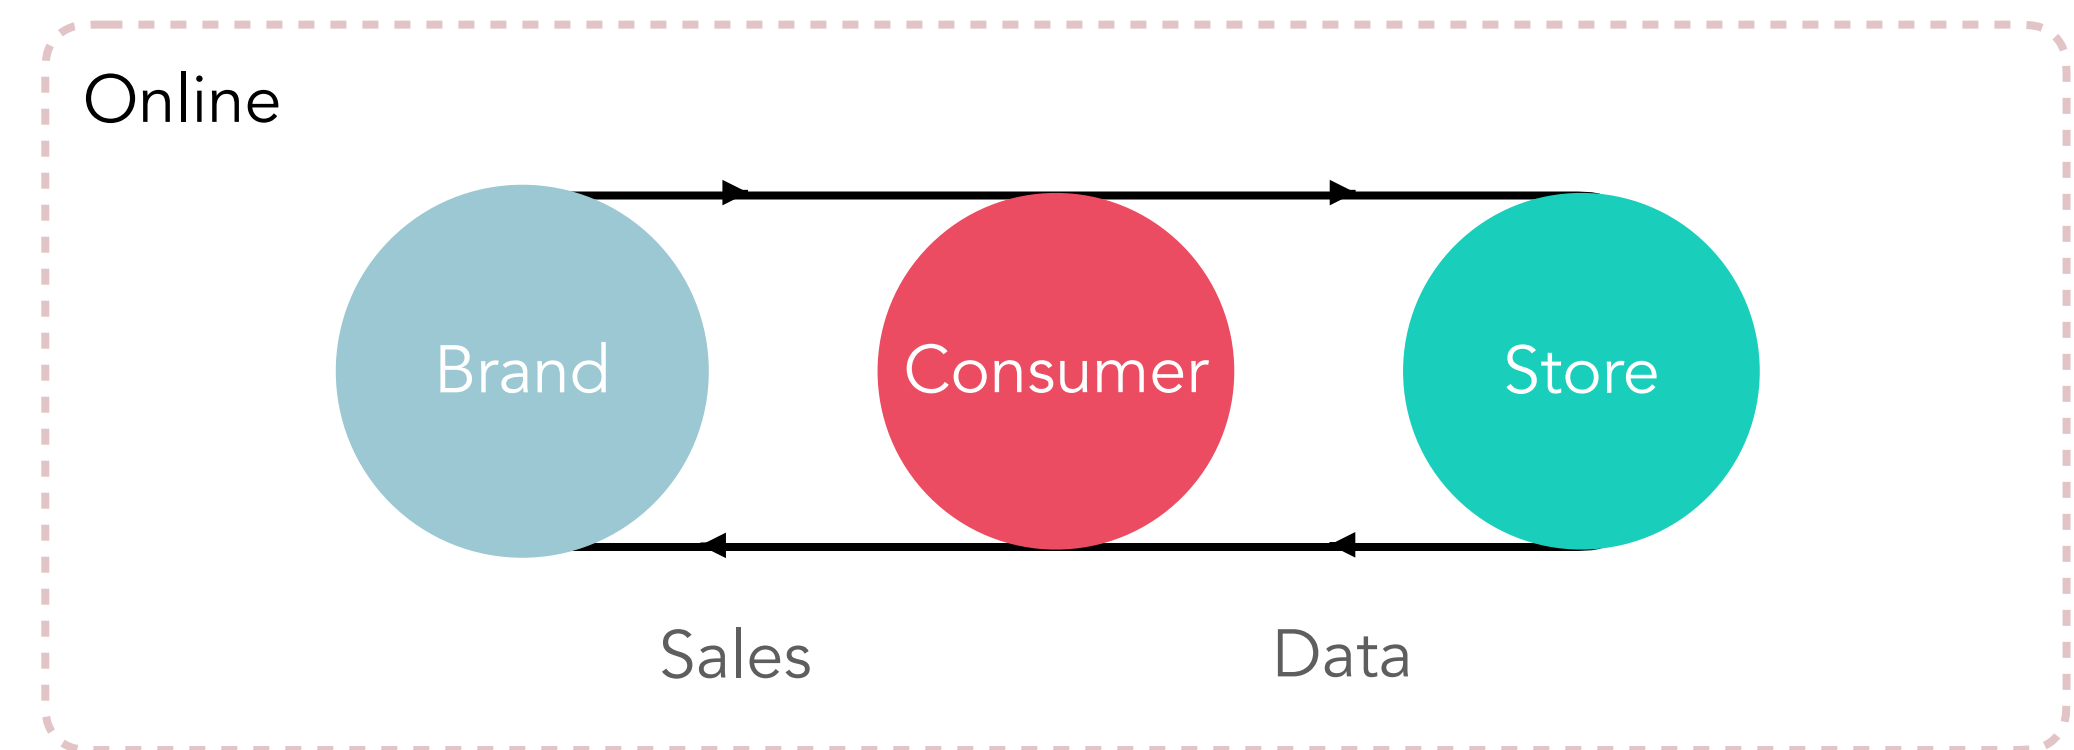 Online
Brand
Consumer
Store
Sales
Data